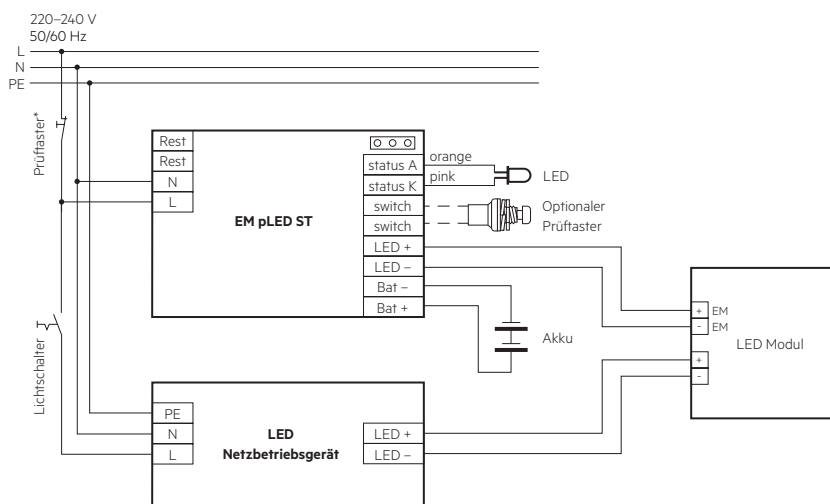 220–240 V
50/60 Hz
L
N
PE
Prüftaster*
Rest
Rest
N
L
EM pLED ST
status A
status K
switch
switch
LED +
LED –
Bat –
Bat +
orange
pink
LED
Optionaler
Prüftaster
Akku
+ EM
- EM
+
-
LED Modul
Lichtschalter
PE
N
L
LED
Netzbetriebsgerät
LED +
LED –